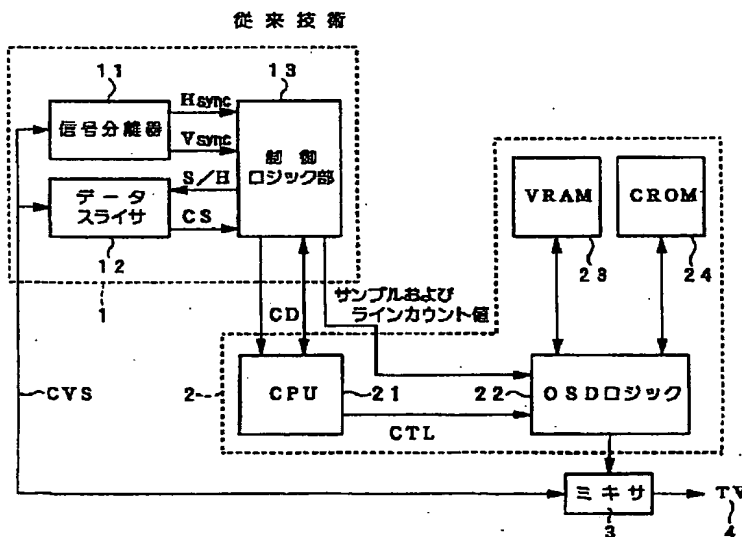 従来技術
11
13
信号分離器
Hsync
Vsync
制御
ロジック部
S/H
データ
スライサ
CS
12
1
VRAM
CROM
23
24
サンプルおよび
ラインカウント値
CD
CPU
21
2
22
OSDロジック
CTL
CVS
ミキサ
3
TV
4